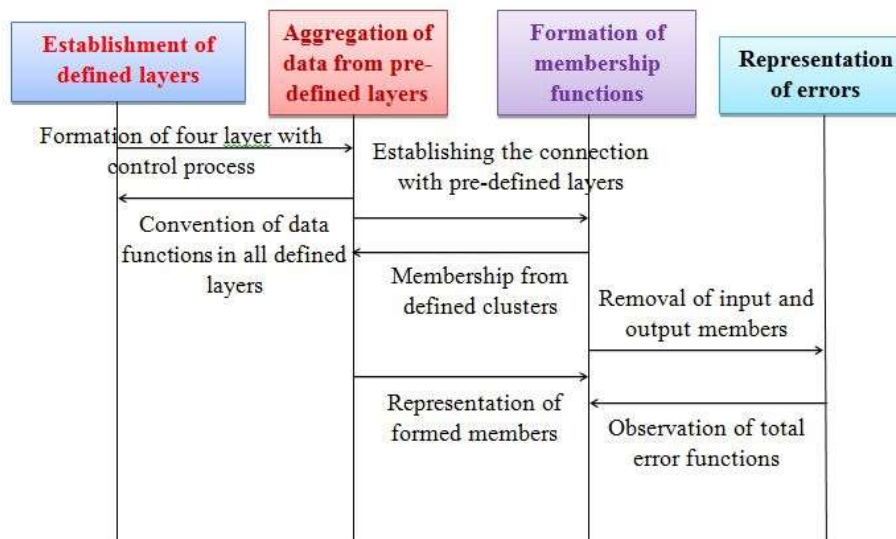 Establishment of
defined layers
Aggregation of
data from pre-
defined layers
Formation of
membership
functions
Representation
of errors
Formation of four layer with
control process
Establishing the connection
with pre-defined layers
Convention of data
functions in all defined
layers
Membership from
defined clusters
Removal of input and
output members
Representation of
formed members
Observation of total
error functions